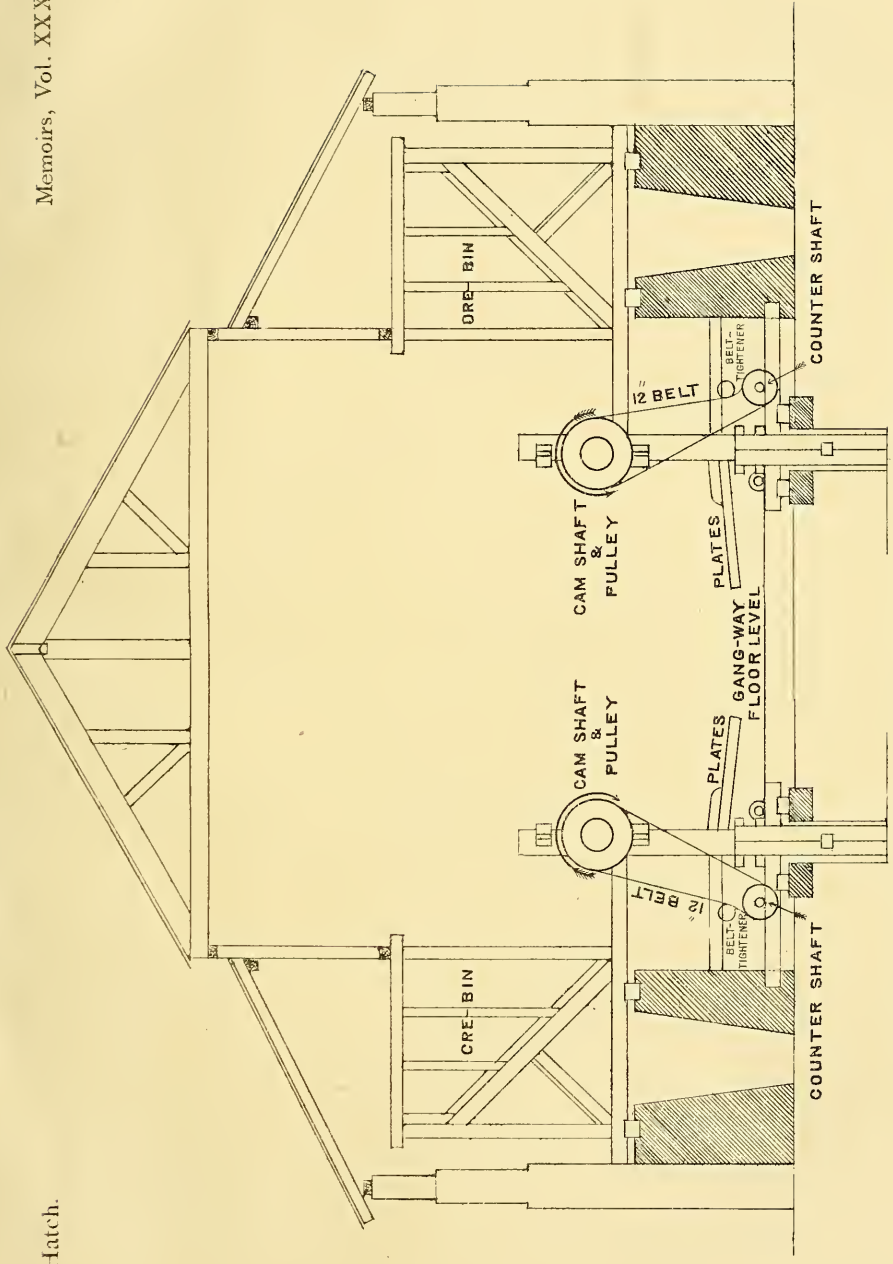 Hatch.
Memoirs, Vol. XXX
ORE-BIN
ORE-BIN
CAM SHAFT
&
PULLEY
CAM SHAFT
&
PULLEY
12" BELT
12" BELT
BELT-
TIGHTENER
PLATES
PLATES
BELT-
TIGHTENER
GANG-WAY
FLOOR LEVEL
COUNTER SHAFT
COUNTER SHAFT